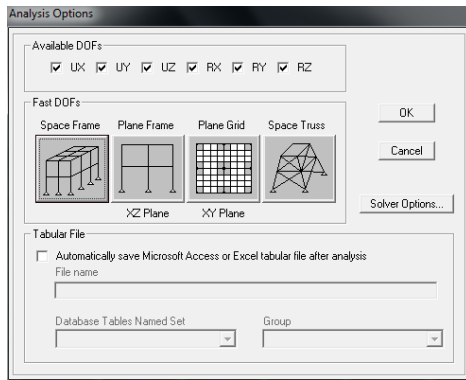 Analysis Options
Available DOFs
UX UY UZ RX RY RZ
Fast DOFs
Space Frame Plane Frame Plane Grid Space Truss
XZ Plane XY Plane
OK
Cancel
Solver Options...
Tabular File
Automatically save Microsoft Access or Excel tabular file after analysis
File name
Database Tables Named Set Group